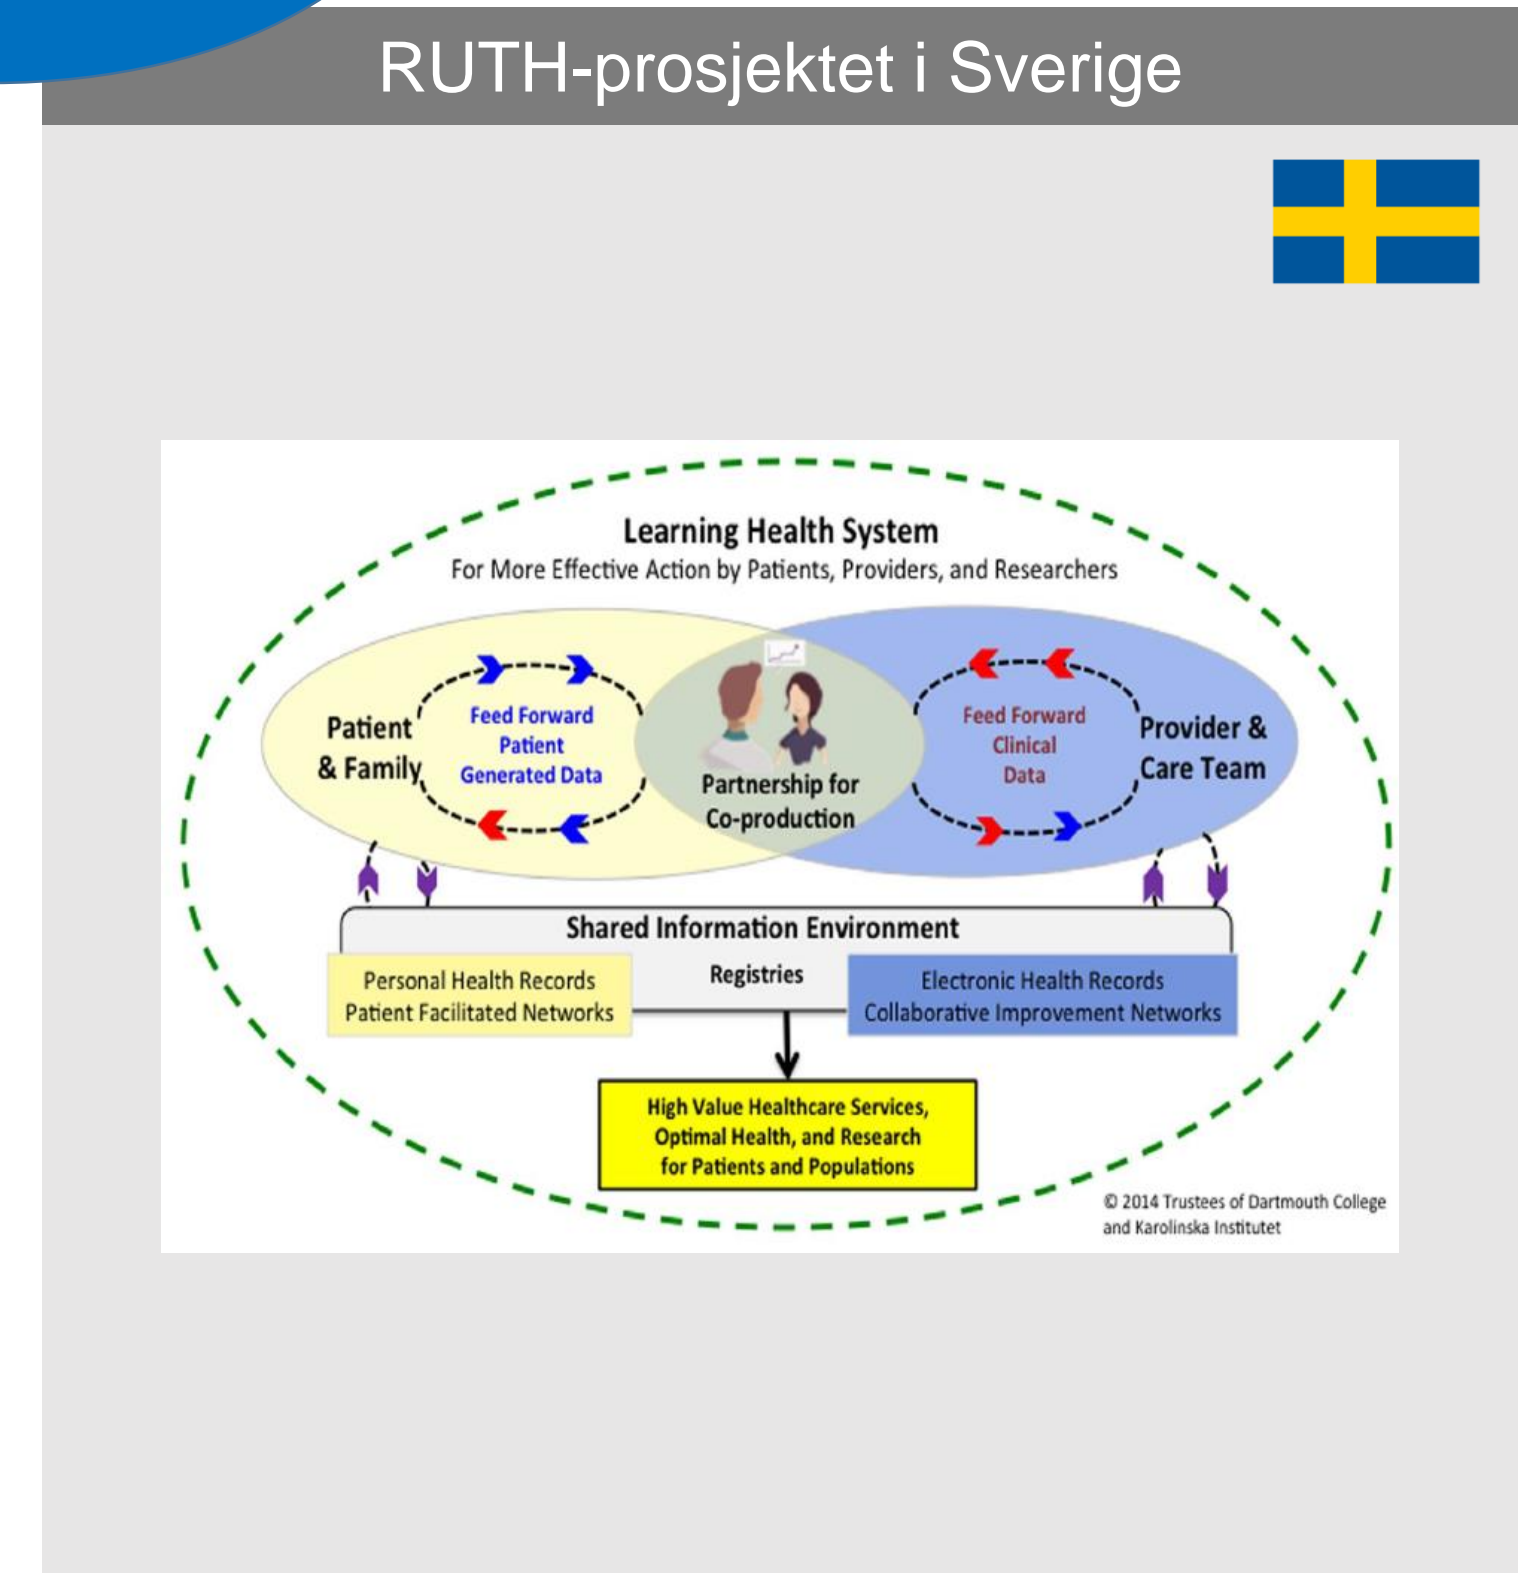 RUTH-prosjektet i Sverige
Learning Health System
For More Effective Action by Patients, Providers, and Researchers
Patient
& Family
Feed Forward
Patient
Generated Data
Partnership for
Co-production
Feed Forward
Clinical
Data
Provider &
Care Team
Shared Information Environment
Registries
Personal Health Records
Patient Facilitated Networks
Electronic Health Records
Collaborative Improvement Networks
High Value Healthcare Services,
Optimal Health, and Research
for Patients and Populations
© 2014 Trustees of Dartmouth College
and Karolinska Institutet